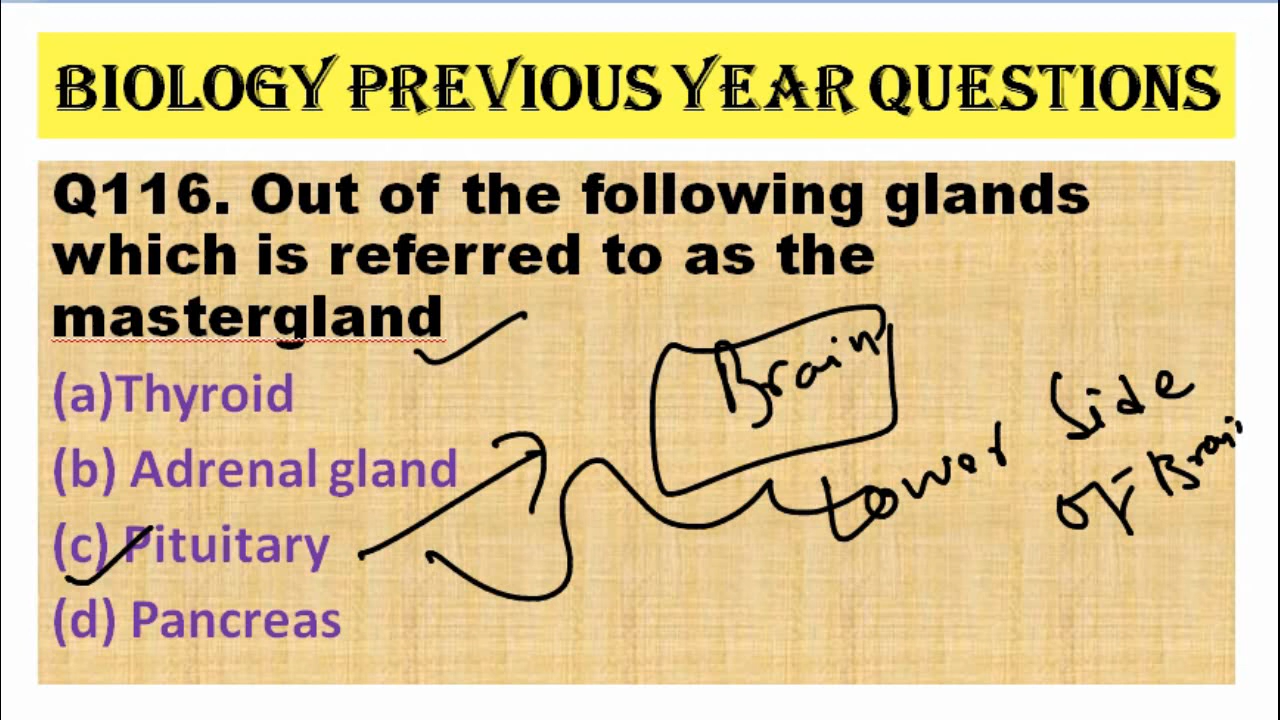 BIOLOGY PREVIOUS YEAR QUESTIONS
Q116. Out of the following glands
which is referred to as the
mastergland
(a)Thyroid
(b) Adrenal gland
(c) Pituitary
(d) Pancreas
Brain
Lower Side
of Brain